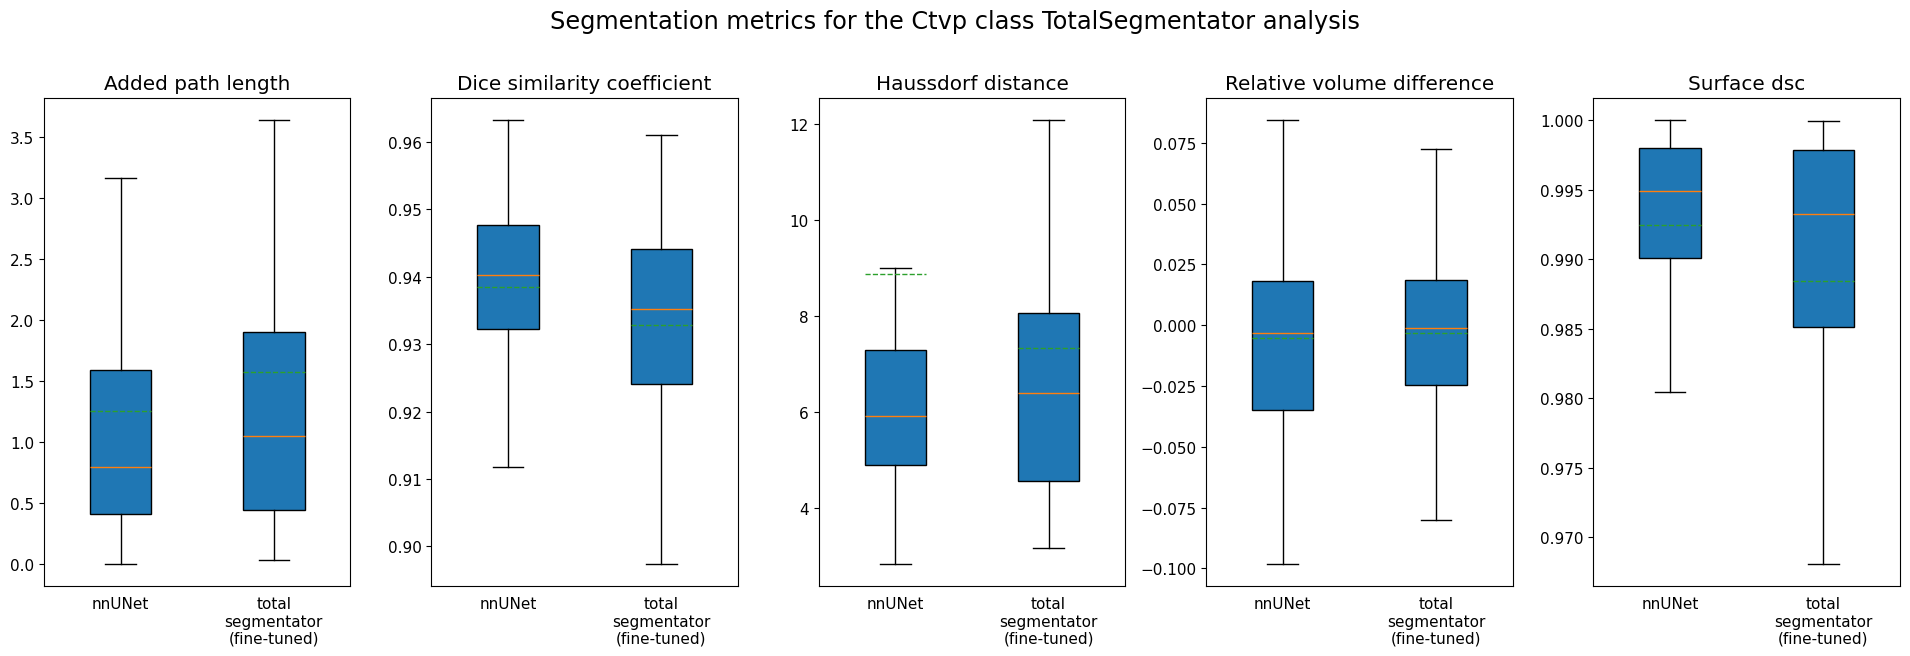 Segmentation metrics for the Ctvp class TotalSegmentator analysis
Added path length
3.5
3.0
2.5
2.0
1.5
1.0
0.5
0.0
nnUNet
total
segmentator
(fine-tuned)
Dice similarity coefficient
0.96
0.95
0.94
0.93
0.92
0.91
0.90
nnUNet
total
segmentator
(fine-tuned)
Haussdorf distance
12
10
8
6
4
nnUNet
total
segmentator
(fine-tuned)
Relative volume difference
0.075
0.050
0.025
0.000
−0.025
−0.050
−0.075
−0.100
nnUNet
total
segmentator
(fine-tuned)
Surface dsc
1.000
0.995
0.990
0.985
0.980
0.975
0.970
nnUNet
total
segmentator
(fine-tuned)